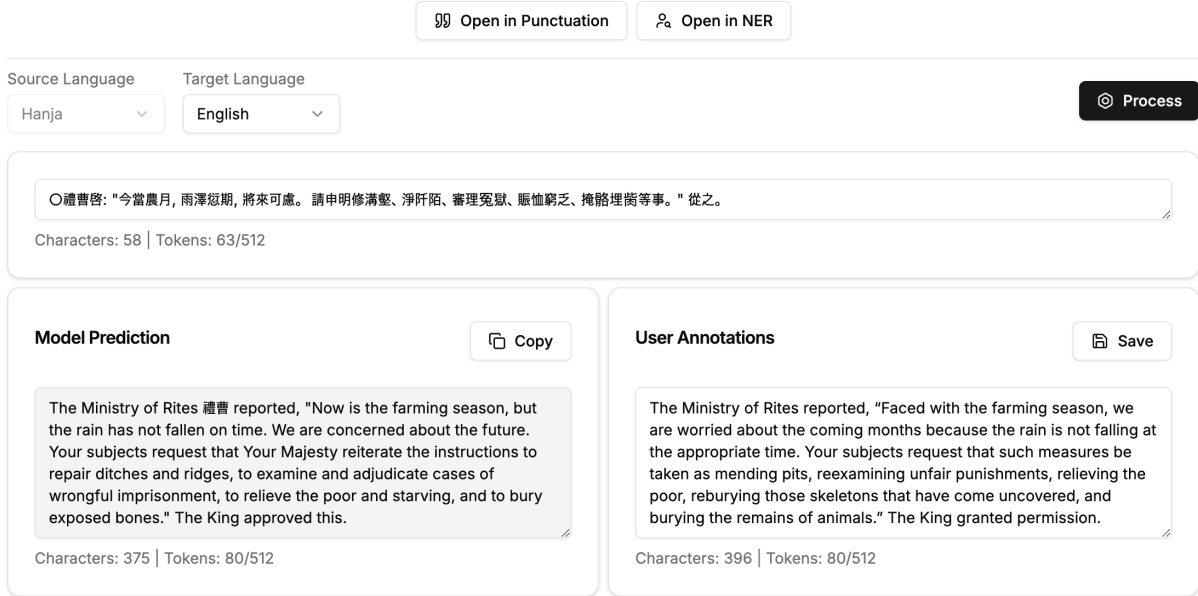 Open in Punctuation
Open in NER
Source Language
Target Language
Hanja
English
Process
○禮曹啓: "今當農月, 雨澤愆期, 將來可慮。 請申明修溝壑、淨阡陌、審理冤獄、賑恤窮乏、掩骼埋胔等事。" 從之。
Characters: 58 | Tokens: 63/512
Model Prediction
Copy
The Ministry of Rites 禮曹 reported, "Now is the farming season, but
the rain has not fallen on time. We are concerned about the future.
Your subjects request that Your Majesty reiterate the instructions to
repair ditches and ridges, to examine and adjudicate cases of
wrongful imprisonment, to relieve the poor and starving, and to bury
exposed bones." The King approved this.
Characters: 375 | Tokens: 80/512
User Annotations
Save
The Ministry of Rites reported, “Faced with the farming season, we
are worried about the coming months because the rain is not falling at
the appropriate time. Your subjects request that such measures be
taken as mending pits, reexamining unfair punishments, relieving the
poor, reburying those skeletons that have come uncovered, and
burying the remains of animals.” The King granted permission.
Characters: 396 | Tokens: 80/512